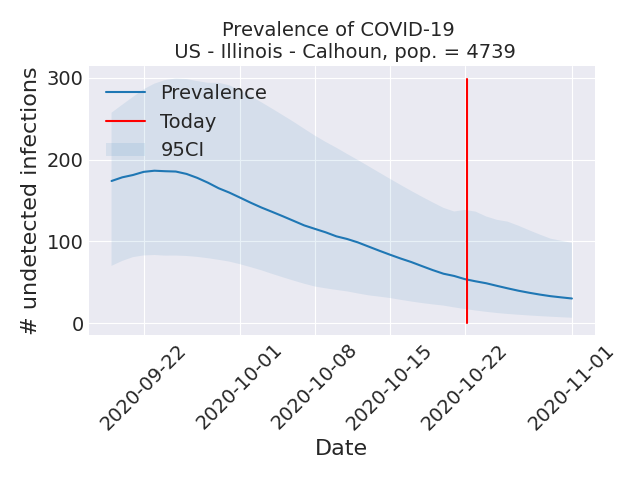 Prevalence of COVID-19
US - Illinois - Calhoun, pop. = 4739
300
200
100
0
# undetected infections
Prevalence
Today
95CI
2020-09-22
2020-10-01
2020-10-08
2020-10-15
2020-10-22
2020-11-01
Date